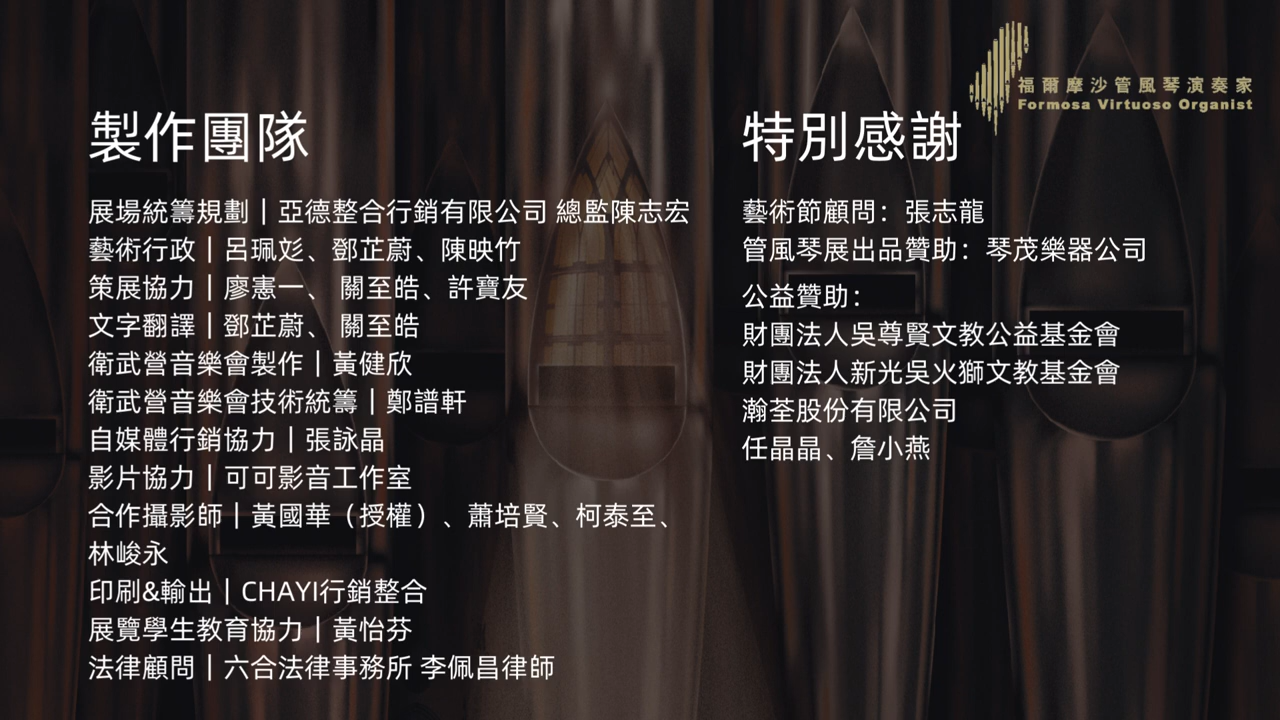 福爾摩沙管風琴演奏家
Formosa Virtuoso Organist
製作團隊
展場統籌規劃 | 亞德整合行銷有限公司 總監陳志宏
藝術行政 | 呂珮彣、鄧芷蔚、陳映竹
策展協力 | 廖憲一、 關至皓、許寶友
文字翻譯 | 鄧芷蔚、 關至皓
衛武營音樂會製作 | 黃健欣
衛武營音樂會技術統籌 | 鄭譜軒
自媒體行銷協力 | 張詠晶
影片協力 | 可可影音工作室
合作攝影師 | 黃國華（授權）、蕭培賢、柯泰至、
林峻永
印刷&輸出 | CHAYI行銷整合
展覽學生教育協力 | 黃怡芬
法律顧問 | 六合法律事務所 李佩昌律師
特別感謝
藝術節顧問：張志龍
管風琴展出品贊助：琴茂樂器公司
公益贊助：
財團法人吳尊賢文教公益基金會
財團法人新光吳火獅文教基金會
瀚荃股份有限公司
任晶晶、詹小燕